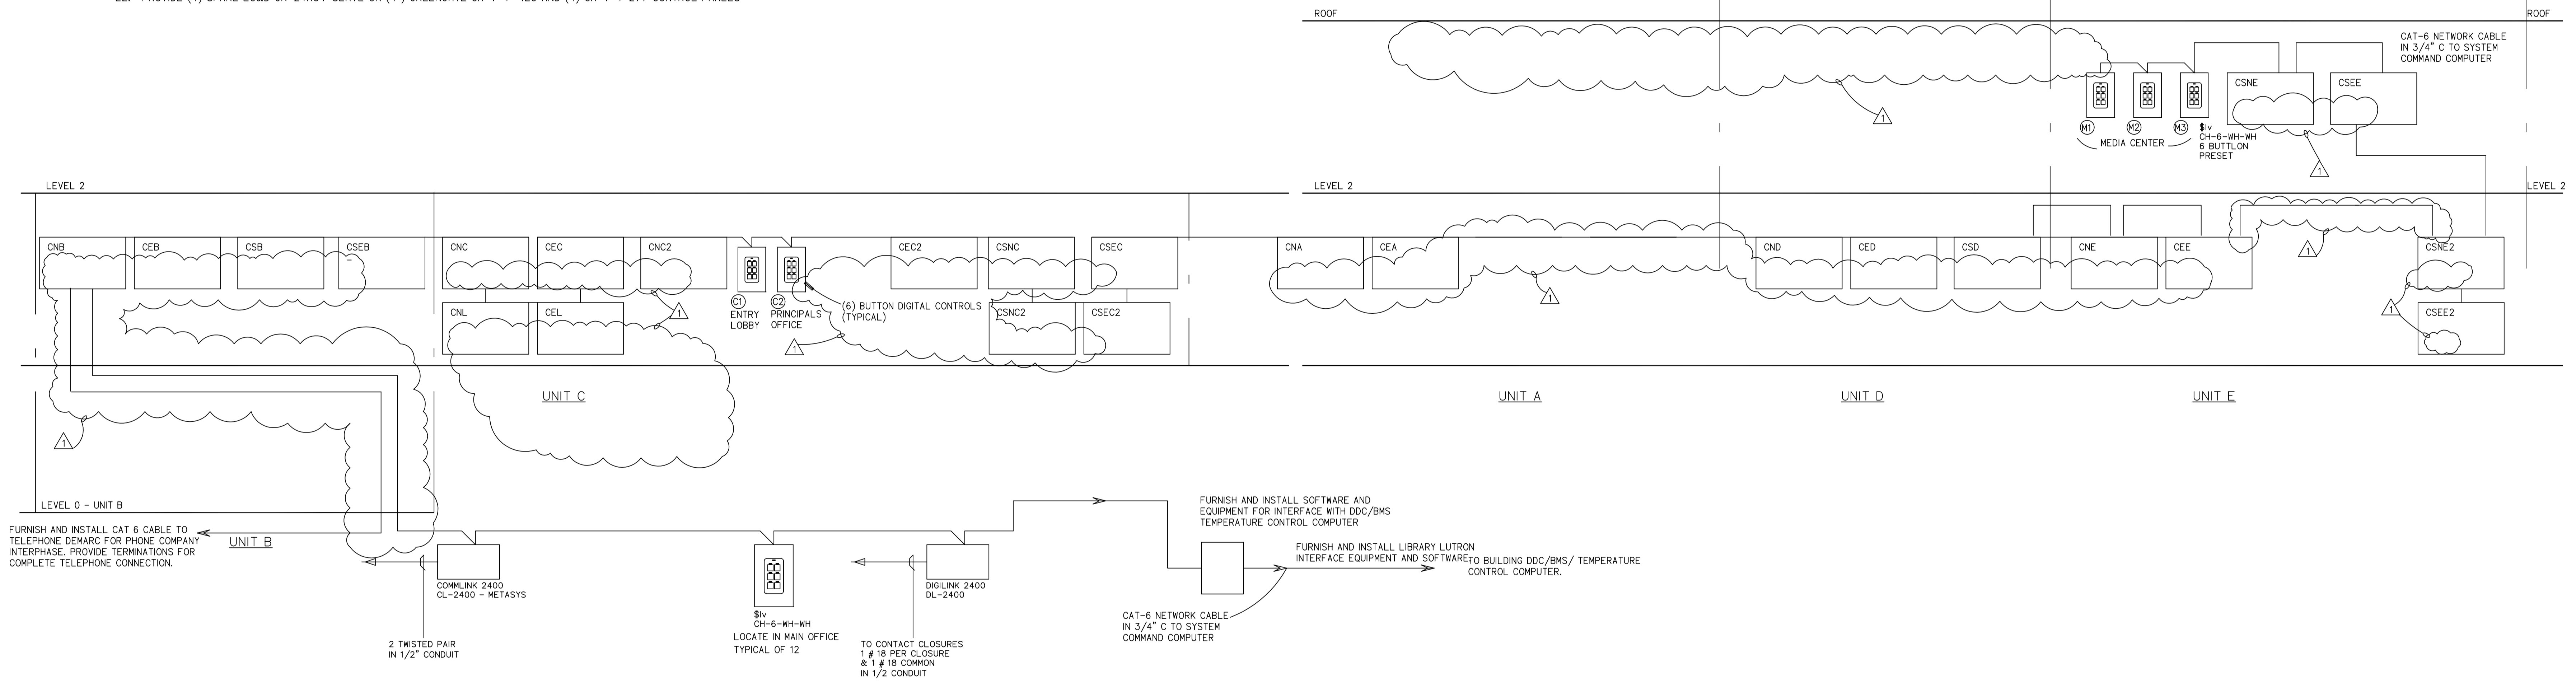 ROOF
ROOF
CAT-6 NETWORK CABLE
IN 3/4" C TO SYSTEM
COMMAND COMPUTER
CSNE
CSEE
1
M1
M2
M3
$lv
CH-6-WH-WH
6 BUTTLON
PRESET
MEDIA CENTER
1
LEVEL 2
LEVEL 2
LEVEL 2
CNB
CEB
CSB
CSEB
CNC
CEC
CNC2
CEC2
CSNC
CSEC
CNA
CEA
CND
CED
CSD
CNE
CEE
CSNE2
1
C1
ENTRY
LOBBY
C2
PRINCIPALS
OFFICE
(6) BUTTON DIGITAL CONTROLS
(TYPICAL)
1
1
1
1
CNL
CEL
CSNC2
CSEC2
CSEE2
1
UNIT C
UNIT A
UNIT D
UNIT E
LEVEL 0 - UNIT B
FURNISH AND INSTALL CAT 6 CABLE TO
TELEPHONE DEMARC FOR PHONE COMPANY
INTERPHASE. PROVIDE TERMINATIONS FOR
COMPLETE TELEPHONE CONNECTION.
UNIT B
COMMLINK 2400
CL-2400 - METASYS
2 TWISTED PAIR
IN 1/2" CONDUIT
$lv
CH-6-WH-WH
LOCATE IN MAIN OFFICE
TYPICAL OF 12
DIGILINK 2400
DL-2400
TO CONTACT CLOSURES
1 # 18 PER CLOSURE
& 1 # 18 COMMON
IN 1/2 CONDUIT
FURNISH AND INSTALL SOFTWARE AND
EQUIPMENT FOR INTERFACE WITH DDC/BMS
TEMPERATURE CONTROL COMPUTER
FURNISH AND INSTALL LIBRARY LUTRON
INTERFACE EQUIPMENT AND SOFTWARE.
TO BUILDING DDC/BMS/ TEMPERATURE
CONTROL COMPUTER.
CAT-6 NETWORK CABLE
IN 3/4" C TO SYSTEM
COMMAND COMPUTER